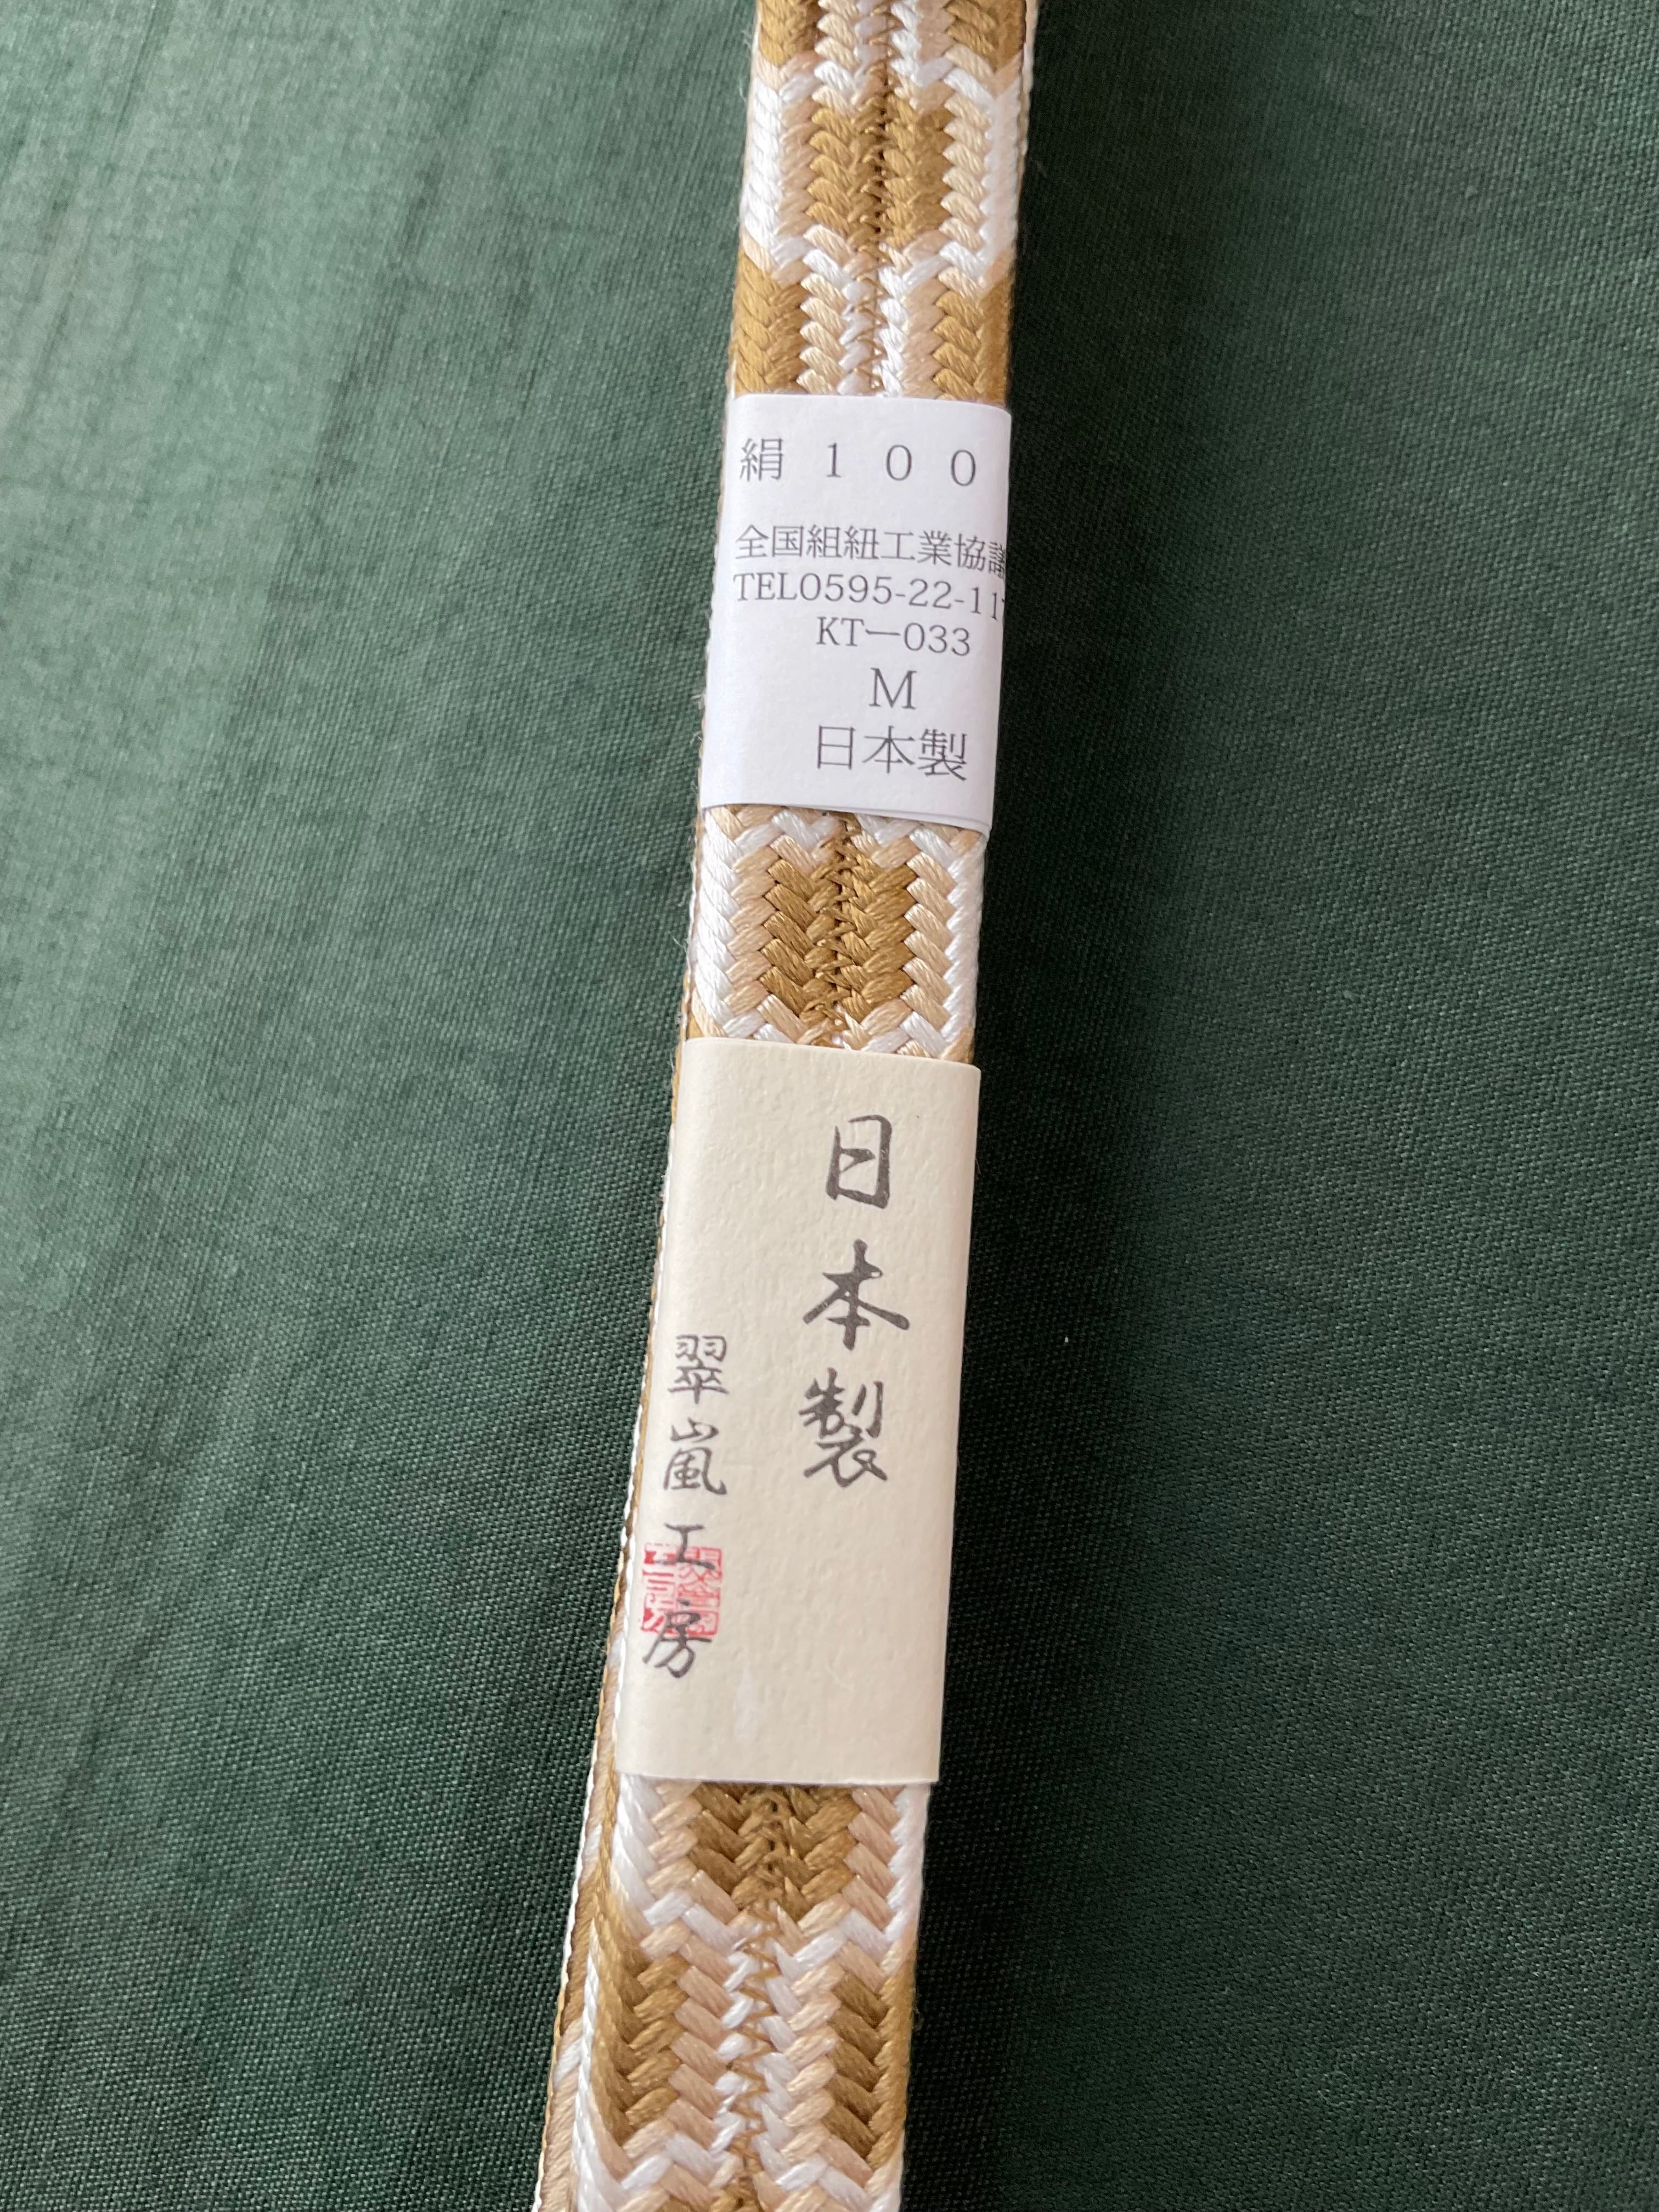 絹 100
全国組紐工業協議
TEL0595-22-11
KT―033
M
日本製
日本製
翠嵐工房